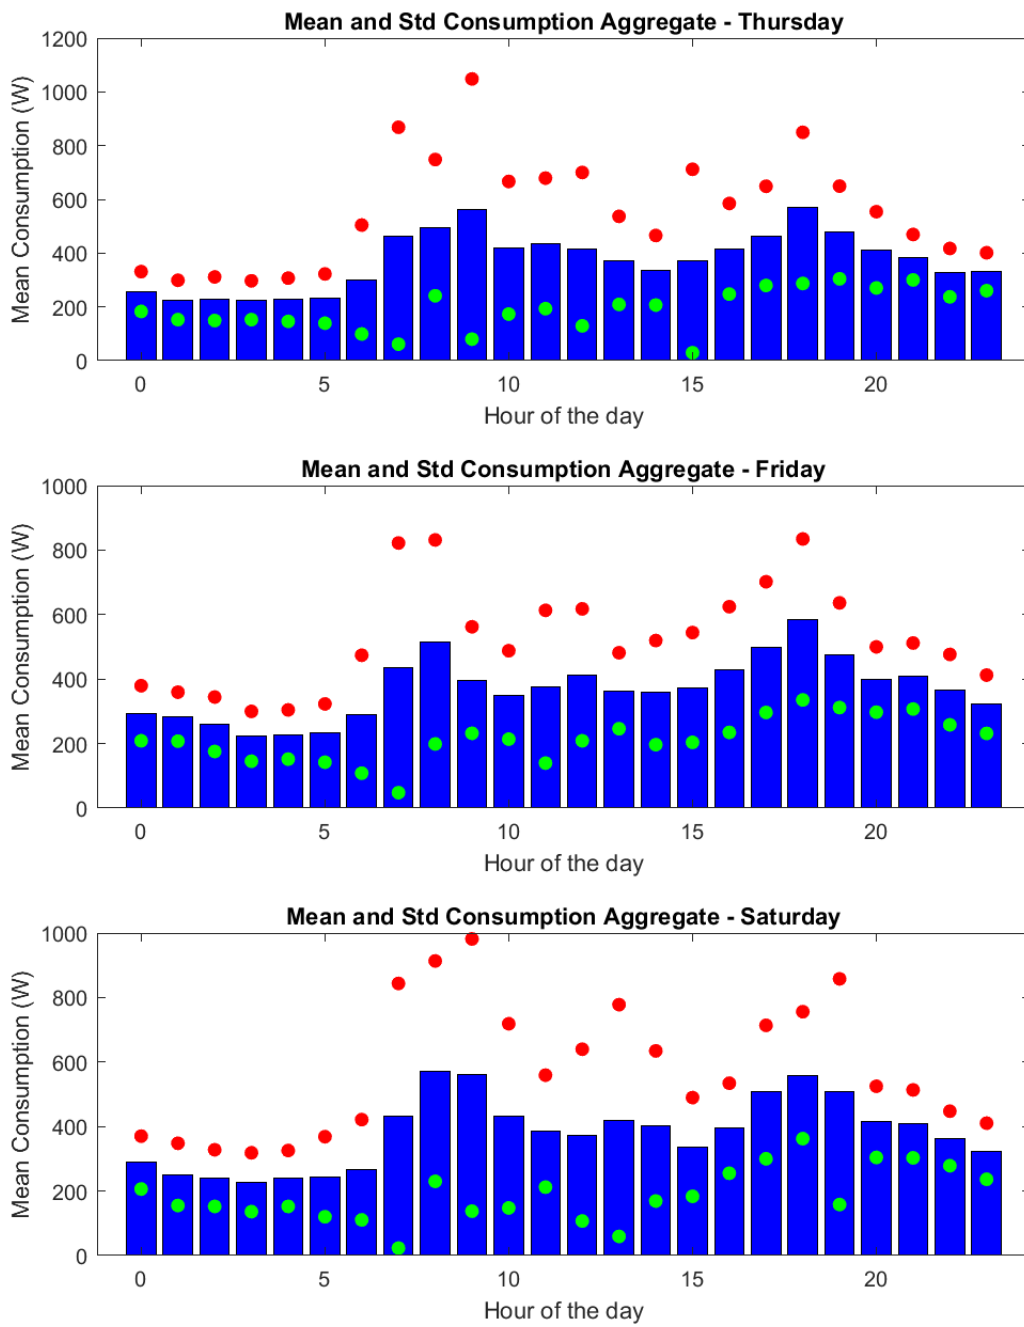 Mean and Std Consumption Aggregate - Thursday
1200
1000
800
600
400
200
0
Mean Consumption (W)
0 5 10 15 20
Hour of the day
Mean and Std Consumption Aggregate - Friday
1000
800
600
400
200
0
Mean Consumption (W)
0 5 10 15 20
Hour of the day
Mean and Std Consumption Aggregate - Saturday
1000
800
600
400
200
0
Mean Consumption (W)
0 5 10 15 20
Hour of the day